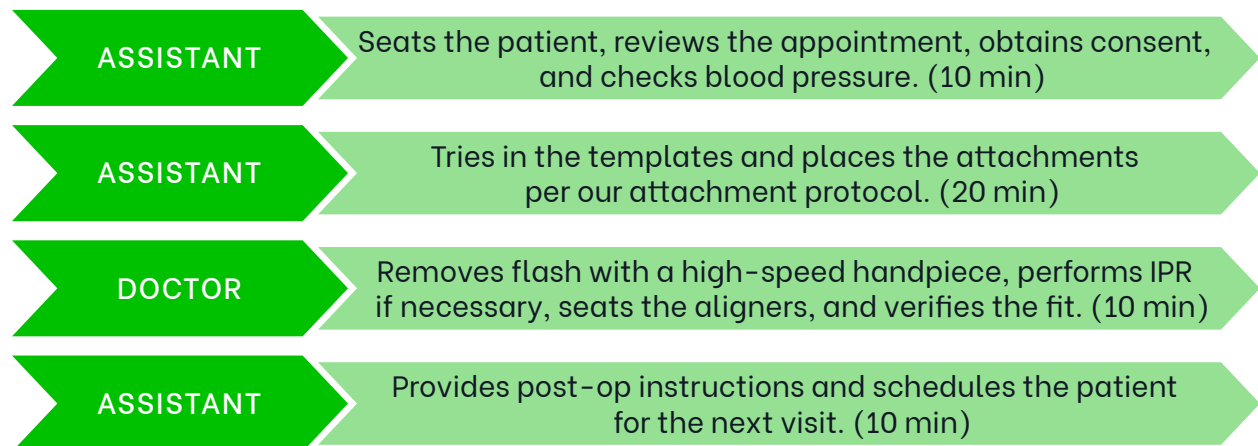 ASSISTANT
Seats the patient, reviews the appointment, obtains consent,
and checks blood pressure. (10 min)
ASSISTANT
Tries in the templates and places the attachments
per our attachment protocol. (20 min)
DOCTOR
Removes flash with a high-speed handpiece, performs IPR
if necessary, seats the aligners, and verifies the fit. (10 min)
ASSISTANT
Provides post-op instructions and schedules the patient
for the next visit. (10 min)